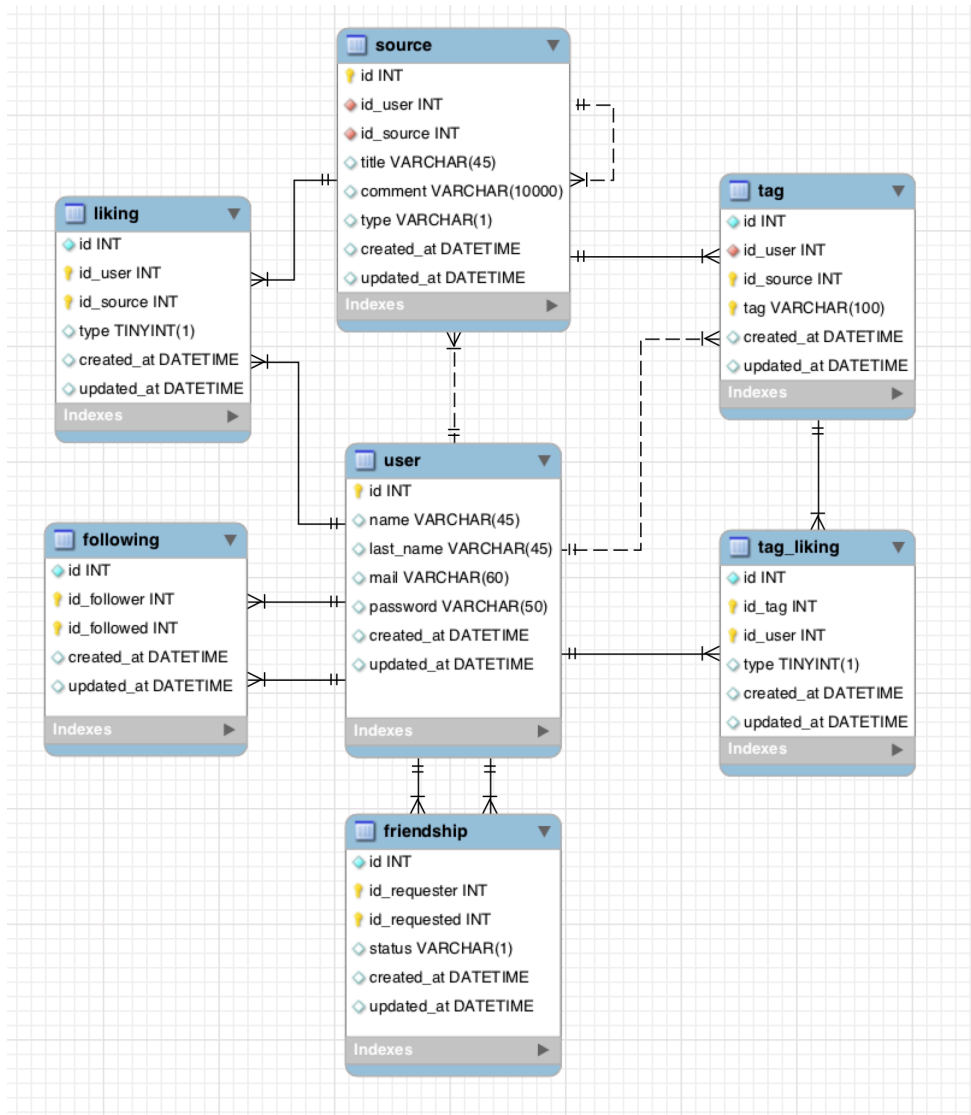 source
id INT
id_user INT
id_source INT
title VARCHAR(45)
comment VARCHAR(10000)
type VARCHAR(1)
created_at DATETIME
updated_at DATETIME
Indexes
liking
id INT
id_user INT
id_source INT
type TINYINT(1)
created_at DATETIME
updated_at DATETIME
Indexes
tag
id INT
id_user INT
id_source INT
tag VARCHAR(100)
created_at DATETIME
updated_at DATETIME
Indexes
user
id INT
name VARCHAR(45)
last_name VARCHAR(45)
mail VARCHAR(60)
password VARCHAR(50)
created_at DATETIME
updated_at DATETIME
Indexes
following
id INT
id_follower INT
id_followed INT
created_at DATETIME
updated_at DATETIME
Indexes
tag_liking
id INT
id_tag INT
id_user INT
type TINYINT(1)
created_at DATETIME
updated_at DATETIME
Indexes
friendship
id INT
id_requester INT
id_requested INT
status VARCHAR(1)
created_at DATETIME
updated_at DATETIME
Indexes